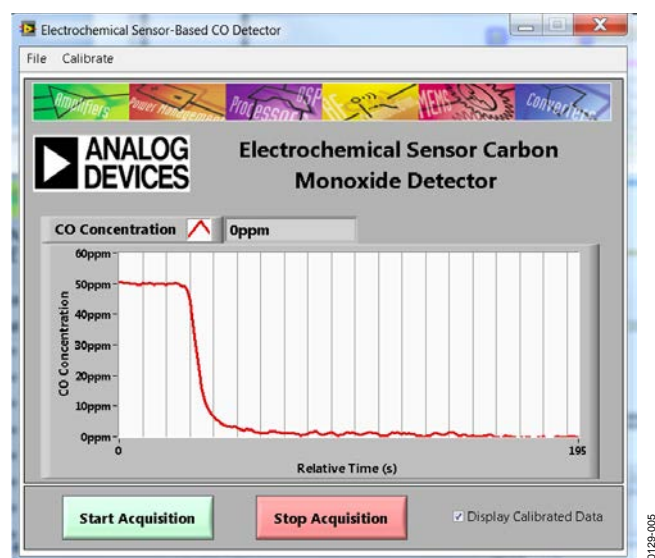 Electrochemical Sensor-Based CO Detector
File Calibrate
Amplifiers Power Management Processors DSP RF MEMS Converters
ANALOG
DEVICES
Electrochemical Sensor Carbon
Monoxide Detector
CO Concentration 0ppm
60ppm
50ppm
40ppm
30ppm
20ppm
10ppm
0ppm
CO Concentration
0 195
Relative Time (s)
Start Acquisition Stop Acquisition Display Calibrated Data
0129-005